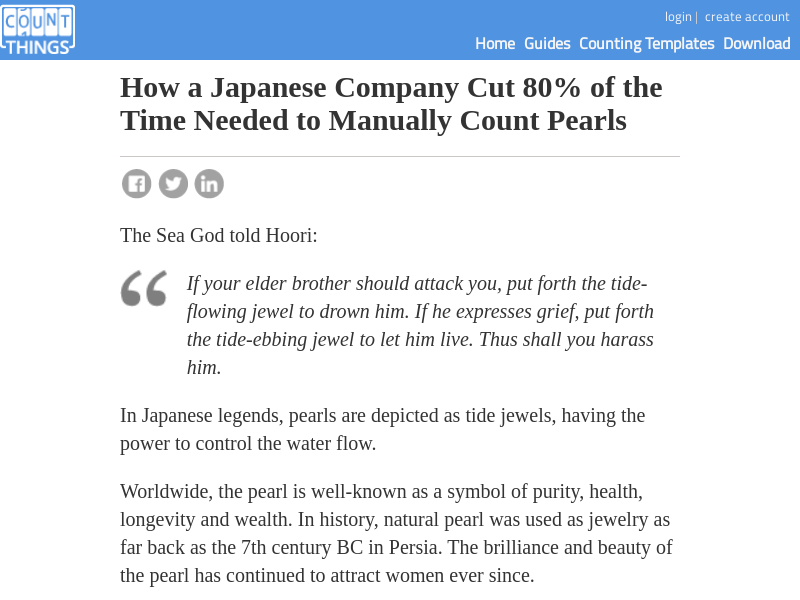 COUNT
THINGS
login | create account
Home Guides Counting Templates Download
How a Japanese Company Cut 80% of the
Time Needed to Manually Count Pearls
The Sea God told Hoori:
If your elder brother should attack you, put forth the tide-
flowing jewel to drown him. If he expresses grief, put forth
the tide-ebbing jewel to let him live. Thus shall you harass
him.
In Japanese legends, pearls are depicted as tide jewels, having the
power to control the water flow.
Worldwide, the pearl is well-known as a symbol of purity, health,
longevity and wealth. In history, natural pearl was used as jewelry as
far back as the 7th century BC in Persia. The brilliance and beauty of
the pearl has continued to attract women ever since.